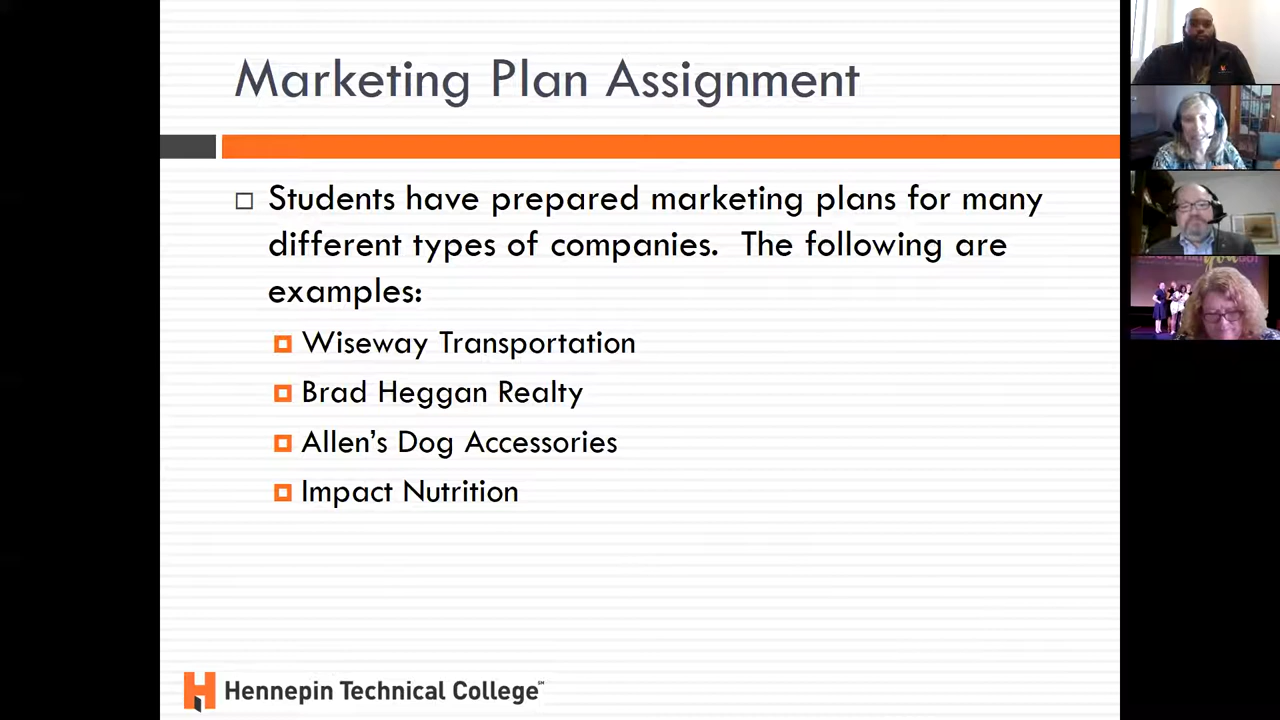 Marketing Plan Assignment
Students have prepared marketing plans for many
different types of companies. The following are
examples:
Wiseway Transportation
Brad Heggan Realty
Allen's Dog Accessories
Impact Nutrition
Hennepin Technical College℠